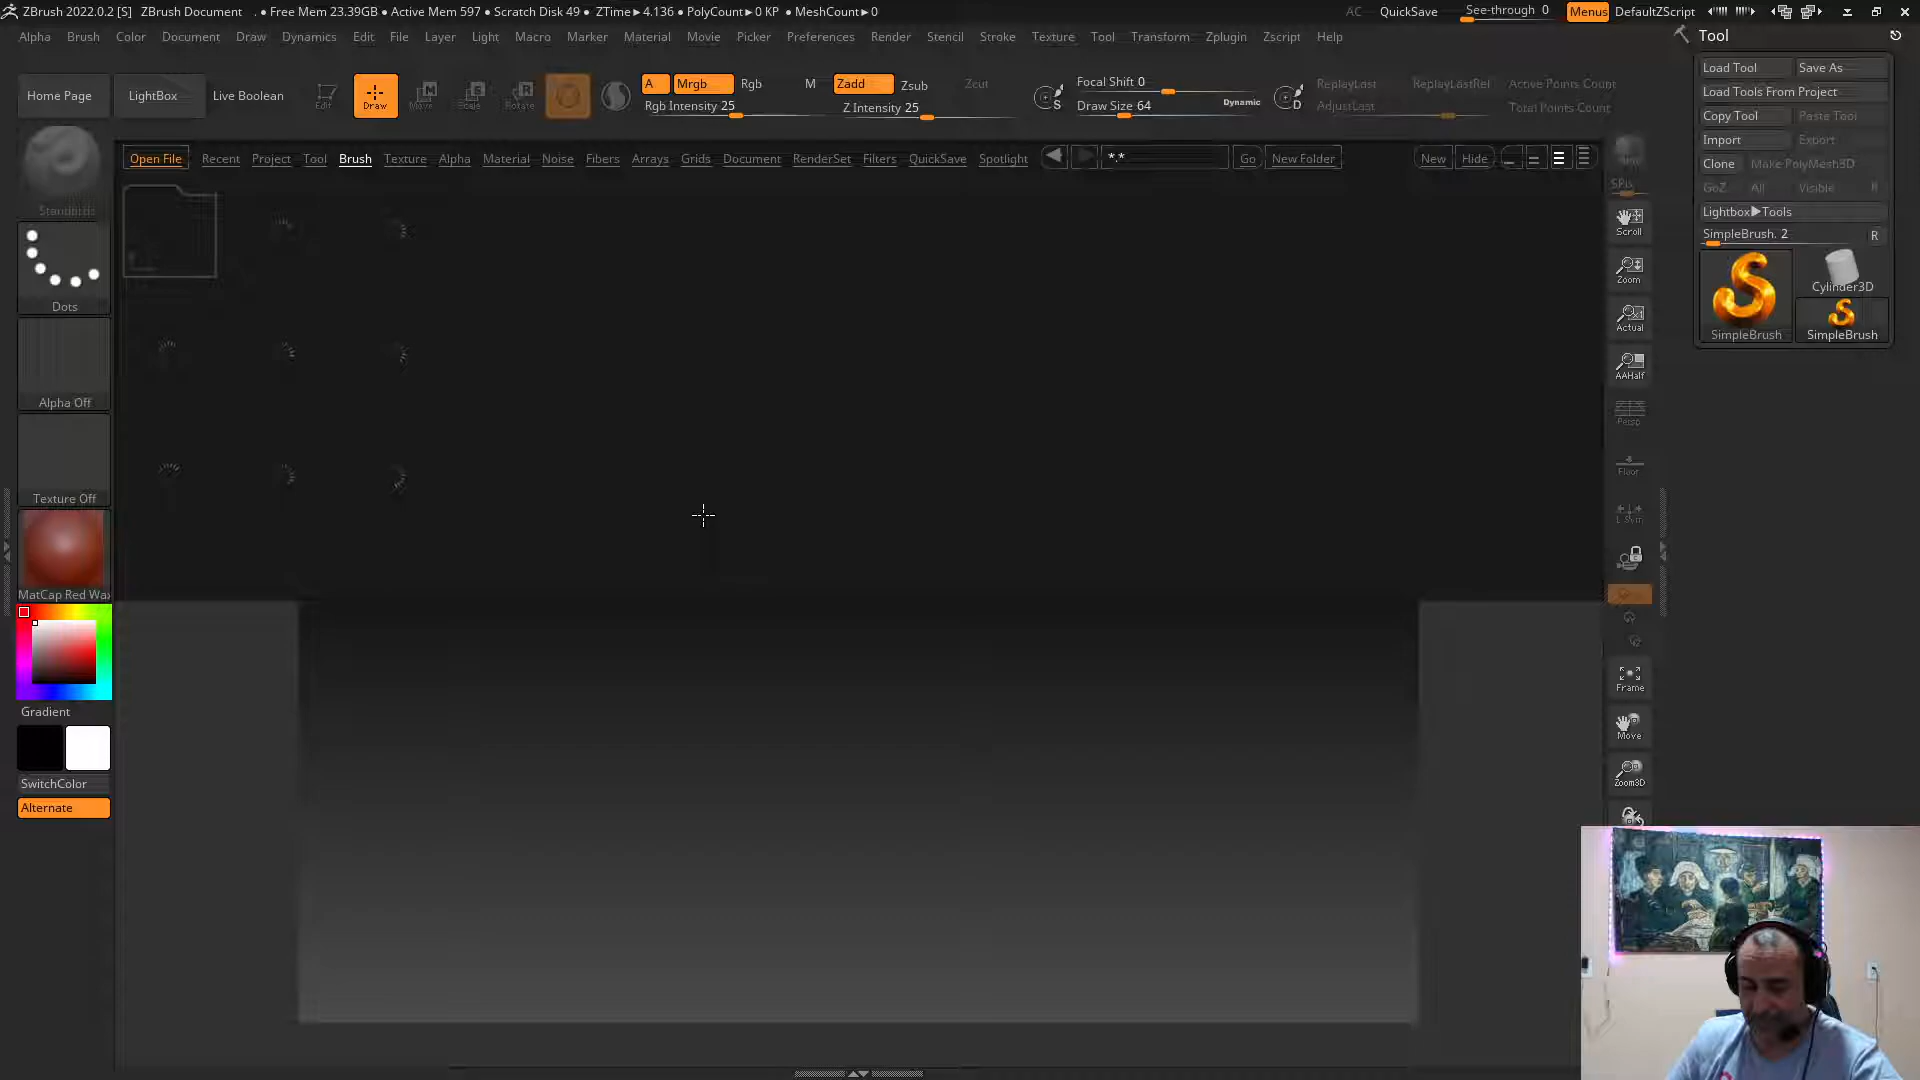 ZBrush 2022.0.2 [S] ZBrush Document . • Free Mem 23.39GB • Active Mem 597 • Scratch Disk 49 • ZTime►4.136 • PolyCount►0 KP • MeshCount►0 AC QuickSave See-through 0 Menus DefaultZScript
Alpha Brush Color Document Draw Dynamics Edit File Layer Light Macro Marker Material Movie Picker Preferences Render Stencil Stroke Texture Tool Transform Zplugin Zscript Help
Tool
Home Page LightBox Live Boolean Edit Draw Move Scale Rotate A Mrgb Rgb M Zadd Zsub Zcut Focal Shift 0 ReplayLast ReplayLastRel Active Points Count
Rgb Intensity 25 Z Intensity 25 S Draw Size 64 Dynamic D AdjustLast Total Points Count
Open File Recent Project Tool Brush Texture Alpha Material Noise Fibers Arrays Grids Document RenderSet Filters QuickSave Spotlight *.* Go New Folder New Hide
Standard
Dots
Alpha Off
Texture Off
MatCap Red Wax
Gradient
SwitchColor
Alternate
SPix
Scroll
Zoom
Actual
AAHalf
Persp
Floor
L.Sym
Frame
Move
Zoom3D
Load Tool Save As
Load Tools From Project
Copy Tool Paste Tool
Import Export
Clone Make PolyMesh3D
GoZ All Visible R
Lightbox►Tools
SimpleBrush. 2 R
Cylinder3D
SimpleBrush SimpleBrush